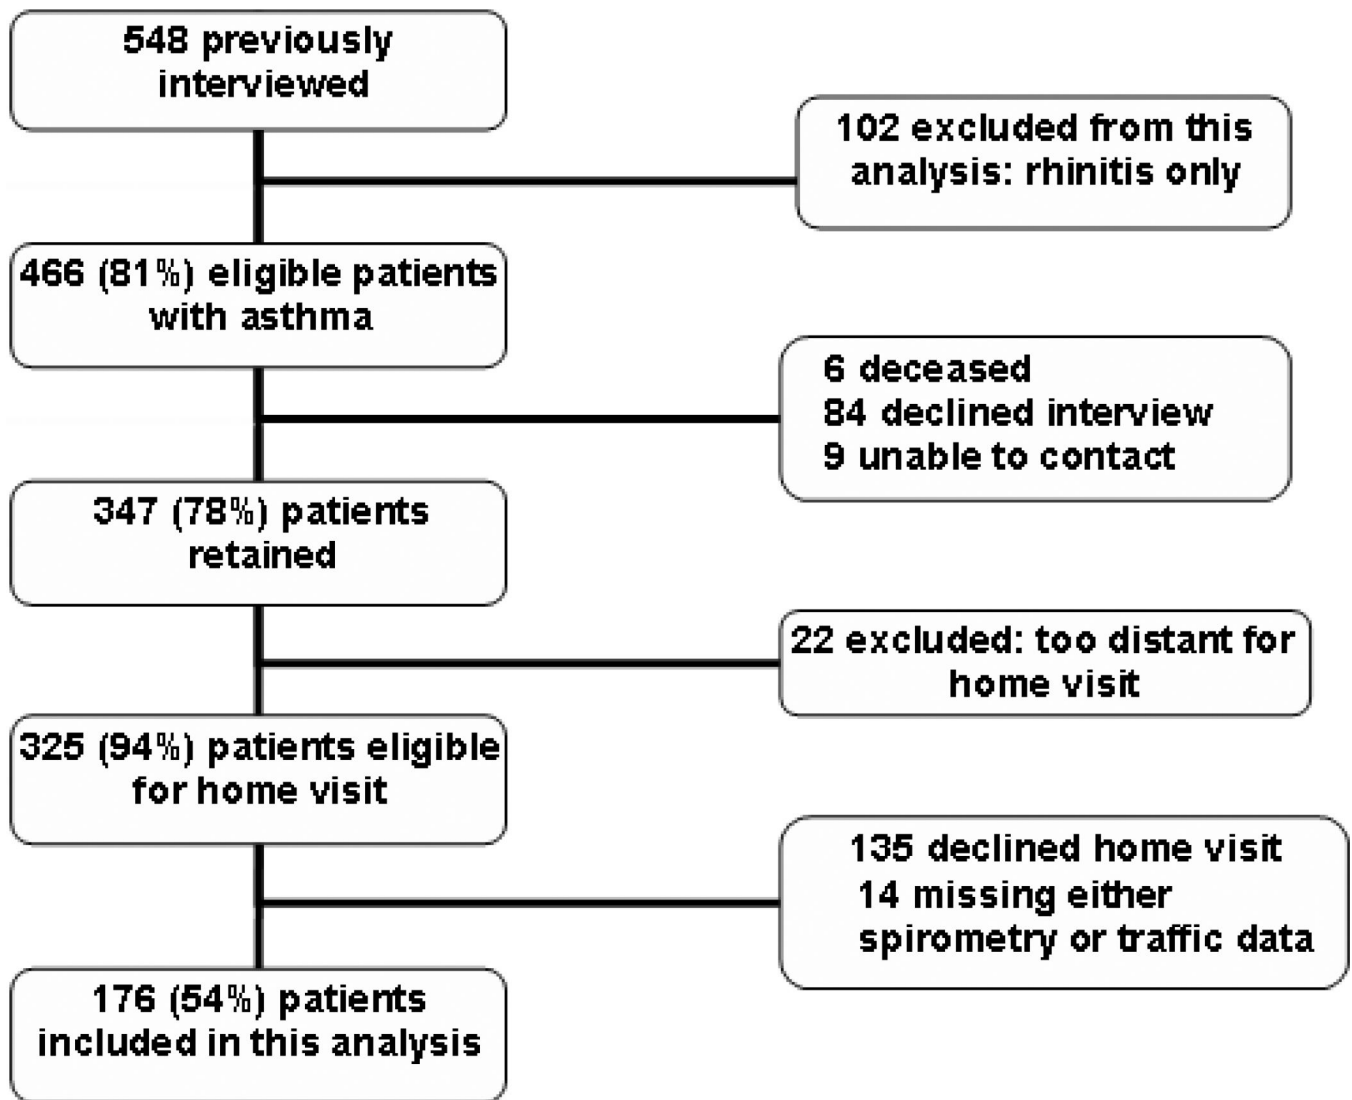 548 previously
interviewed
102 excluded from this
analysis: rhinitis only
466 (81%) eligible patients
with asthma
6 deceased
84 declined interview
9 unable to contact
347 (78%) patients
retained
22 excluded: too distant for
home visit
325 (94%) patients eligible
for home visit
135 declined home visit
14 missing either
spirometry or traffic data
176 (54%) patients
included in this analysis